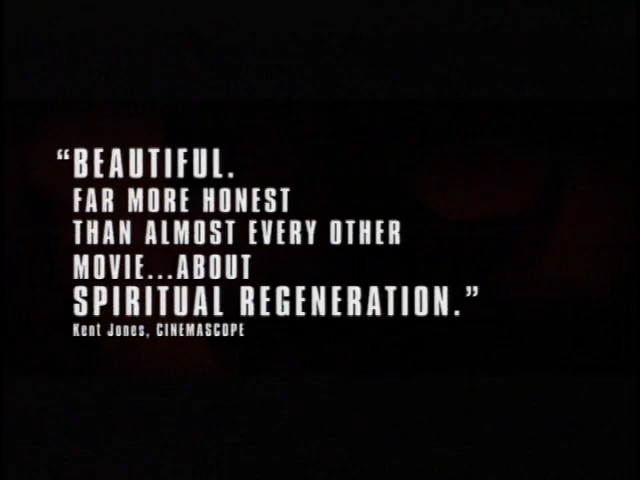 “BEAUTIFUL.
FAR MORE HONEST
THAN ALMOST EVERY OTHER
MOVIE...ABOUT
SPIRITUAL REGENERATION.”
Kent Jones, CINEMASCOPE